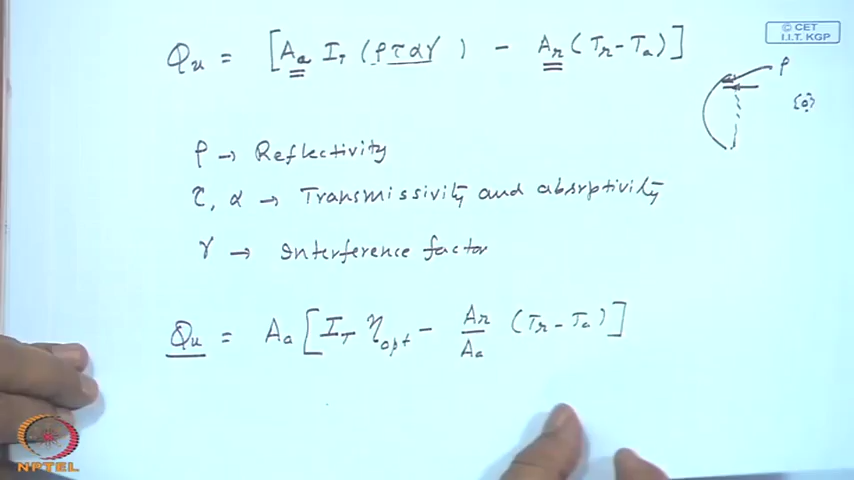 © CET
I.I.T. KGP
Qu = [Aa IT (ρταγ) - Ar (Tr - Ta)]
ρ
ρ → Reflectivity
τ, α → Transmissivity and absorptivity
γ → Interference factor
Qu = Aa [IT ηopt - Ar/Aa (Tr - Ta)]
NPTEL